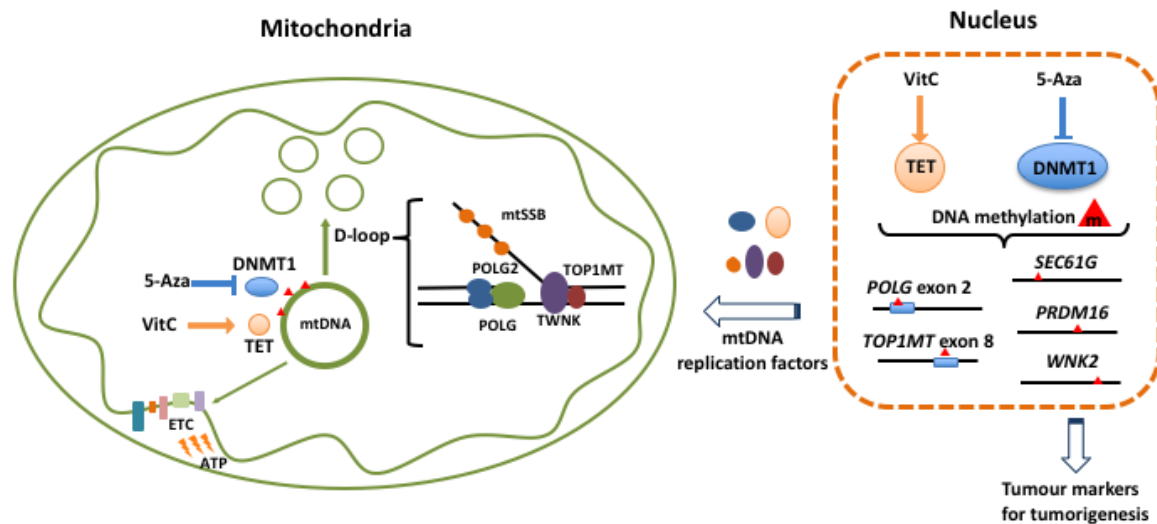 Mitochondria
D-loop
mtSSB
POLG2
TOP1MT
POLG
TWNK
5-Aza
DNMT1
VitC
TET
mtDNA
ETC
ATP
mtDNA
replication factors
Nucleus
VitC
5-Aza
TET
DNMT1
DNA methylation m
SEC61G
POLG exon 2
PRDM16
TOP1MT exon 8
WNK2
Tumour markers
for tumorigenesis